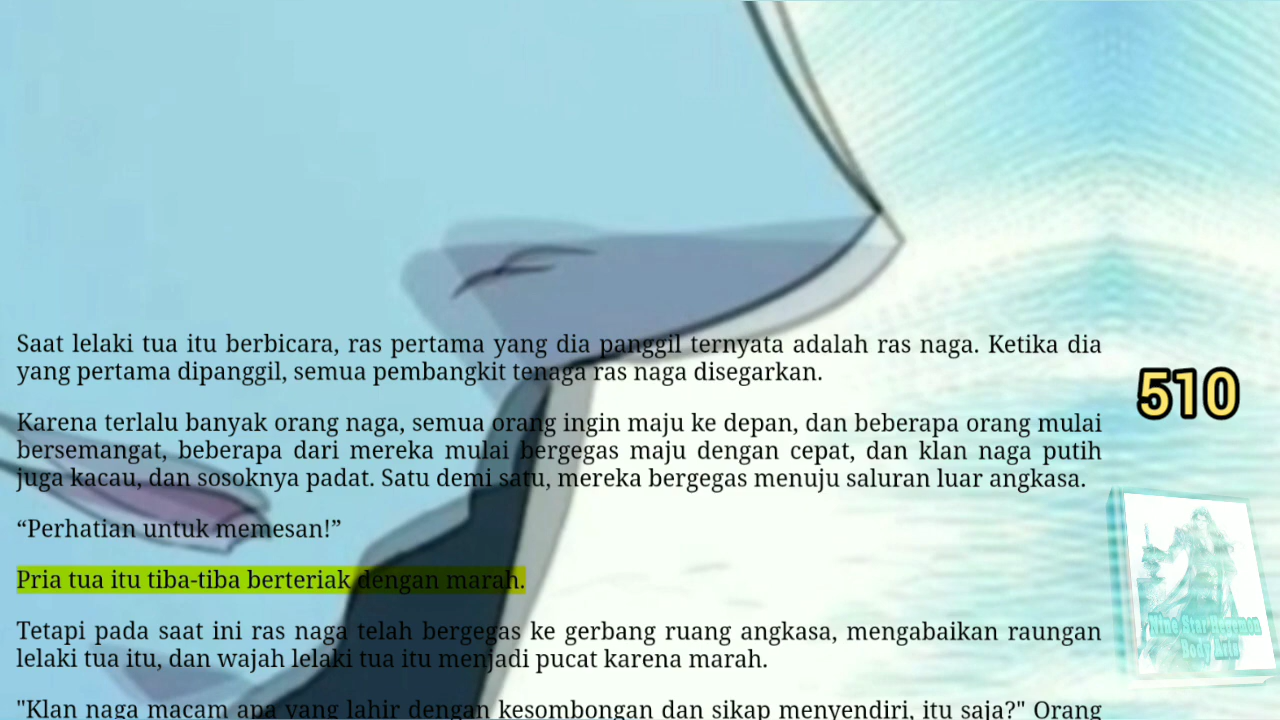 Saat lelaki tua itu berbicara, ras pertama yang dia panggil ternyata adalah ras naga. Ketika dia
yang pertama dipanggil, semua pembangkit tenaga ras naga disegarkan.
Karena terlalu banyak orang naga, semua orang ingin maju ke depan, dan beberapa orang mulai
bersemangat, beberapa dari mereka mulai bergegas maju dengan cepat, dan klan naga putih
juga kacau, dan sosoknya padat. Satu demi satu, mereka bergegas menuju saluran luar angkasa.
“Perhatian untuk memesan!”
Pria tua itu tiba-tiba berteriak dengan marah.
Tetapi pada saat ini ras naga telah bergegas ke gerbang ruang angkasa, mengabaikan raungan
lelaki tua itu, dan wajah lelaki tua itu menjadi pucat karena marah.
"Klan naga macam apa yang lahir dengan kesombongan dan sikap menyendiri, itu saja?" Orang
510
Nine Star Hegemon
Body Arts